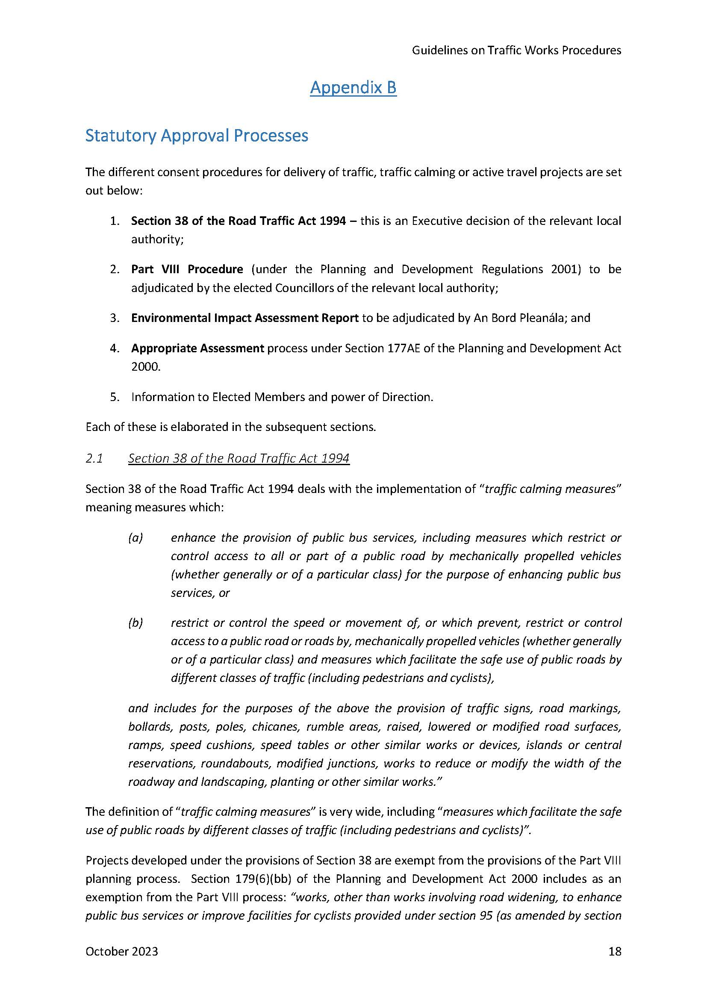 Guidelines on Traffic Works Procedures
Appendix B
Statutory Approval Processes
The different consent procedures for delivery of traffic, traffic calming or active travel projects are set
out below:
1. Section 38 of the Road Traffic Act 1994 – this is an Executive decision of the relevant local
authority;
2. Part VIII Procedure (under the Planning and Development Regulations 2001) to be
adjudicated by the elected Councillors of the relevant local authority;
3. Environmental Impact Assessment Report to be adjudicated by An Bord Pleanála; and
4. Appropriate Assessment process under Section 177AE of the Planning and Development Act
2000.
5. Information to Elected Members and power of Direction.
Each of these is elaborated in the subsequent sections.
2.1 Section 38 of the Road Traffic Act 1994
Section 38 of the Road Traffic Act 1994 deals with the implementation of “traffic calming measures”
meaning measures which:
(a) enhance the provision of public bus services, including measures which restrict or
control access to all or part of a public road by mechanically propelled vehicles
(whether generally or of a particular class) for the purpose of enhancing public bus
services, or
(b) restrict or control the speed or movement of, or which prevent, restrict or control
access to a public road or roads by, mechanically propelled vehicles (whether generally
or of a particular class) and measures which facilitate the safe use of public roads by
different classes of traffic (including pedestrians and cyclists),
and includes for the purposes of the above the provision of traffic signs, road markings,
bollards, posts, poles, chicanes, rumble areas, raised, lowered or modified road surfaces,
ramps, speed cushions, speed tables or other similar works or devices, islands or central
reservations, roundabouts, modified junctions, works to reduce or modify the width of the
roadway and landscaping, planting or other similar works.”
The definition of “traffic calming measures” is very wide, including “measures which facilitate the safe
use of public roads by different classes of traffic (including pedestrians and cyclists)”.
Projects developed under the provisions of Section 38 are exempt from the provisions of the Part VIII
planning process. Section 179(6)(bb) of the Planning and Development Act 2000 includes as an
exemption from the Part VIII process: “works, other than works involving road widening, to enhance
public bus services or improve facilities for cyclists provided under section 95 (as amended by section
October 2023 18